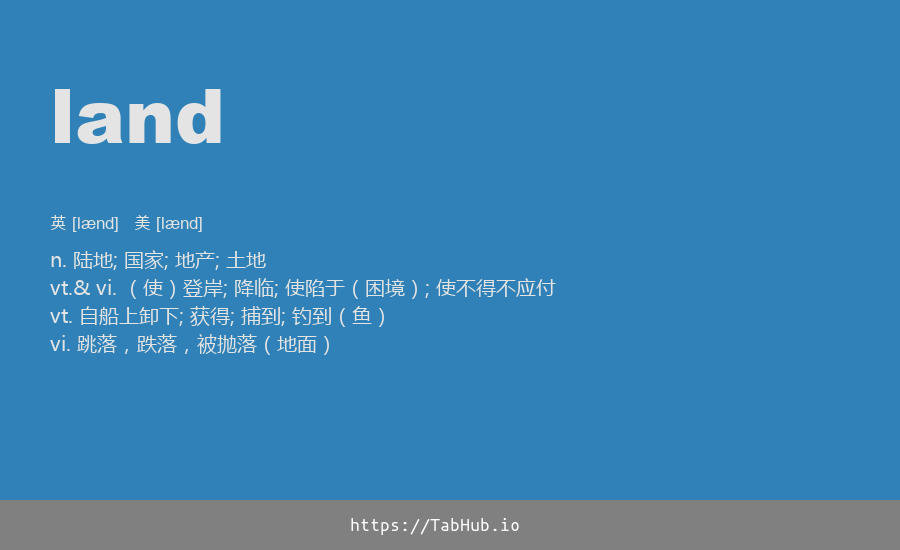 land
英 [lænd]   美 [lænd]
n. 陆地; 国家; 地产; 土地
vt.& vi. （使）登岸; 降临; 使陷于（困境）; 使不得不应付
vt. 自船上卸下; 获得; 捕到; 钓到（鱼）
vi. 跳落，跌落，被抛落（地面）
https://TabHub.io